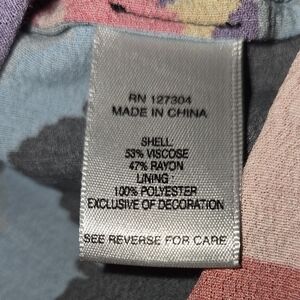 RN 127304
MADE IN CHINA
SHELL:
53% VISCOSE
47% RAYON
LINING :
100% POLYESTER
EXCLUSIVE OF DECORATION
SEE REVERSE FOR CARE